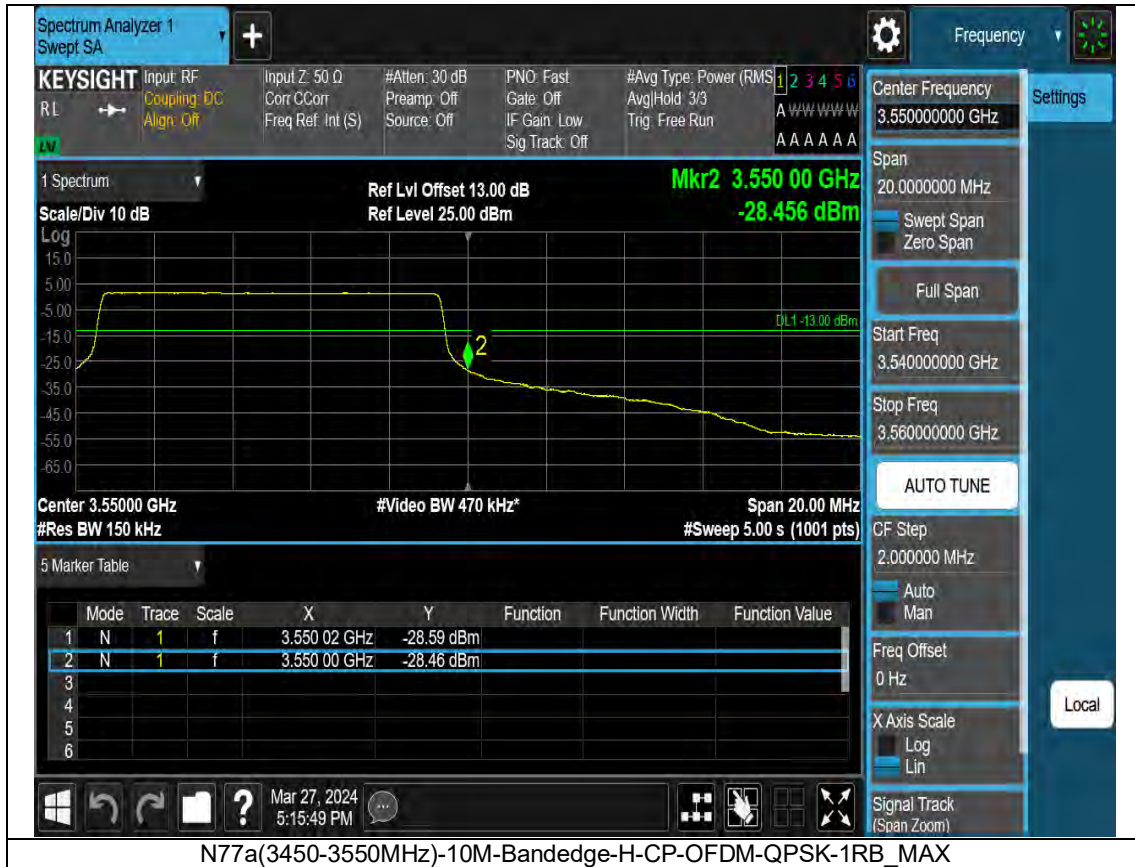 Spectrum Analyzer 1
Swept SA
Frequency
KEYSIGHT
RL
Input: RF
Coupling: DC
Align: Off
Input Z: 50 Ω
Corr CCorr
Freq Ref: Int (S)
#Atten: 30 dB
Preamp: Off
Source: Off
PNO: Fast
Gate: Off
IF Gain: Low
Sig Track: Off
#Avg Type: Power (RMS
Avg|Hold: 3/3
Trig: Free Run
1 2 3 4 5 6
A W W W W W
A A A A A A
1 Spectrum
Scale/Div 10 dB
Ref Lvl Offset 13.00 dB
Ref Level 25.00 dBm
Mkr2 3.550 00 GHz
-28.456 dBm
Log
15.0
5.00
-5.00
-15.0
-25.0
-35.0
-45.0
-55.0
-65.0
DL1 -13.00 dBm
2
Center 3.55000 GHz
#Video BW 470 kHz*
Span 20.00 MHz
#Res BW 150 kHz
#Sweep 5.00 s (1001 pts)
5 Marker Table
Mode Trace Scale X Y Function Function Width Function Value
1 N 1 f 3.550 02 GHz -28.59 dBm
2 N 1 f 3.550 00 GHz -28.46 dBm
3
4
5
6
Mar 27, 2024
5:15:49 PM
Center Frequency
3.550000000 GHz
Settings
Span
20.0000000 MHz
Swept Span
Zero Span
Full Span
Start Freq
3.540000000 GHz
Stop Freq
3.560000000 GHz
AUTO TUNE
CF Step
2.000000 MHz
Auto
Man
Freq Offset
0 Hz
X Axis Scale
Log
Lin
Local
Signal Track
(Span Zoom)
N77a(3450-3550MHz)-10M-Bandedge-H-CP-OFDM-QPSK-1RB_MAX